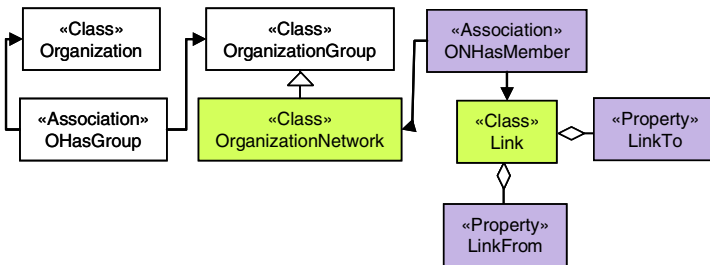 «Class»
Organization
«Class»
OrganizationGroup
«Association»
ONHasMember
«Association»
OHasGroup
«Class»
OrganizationNetwork
«Class»
Link
«Property»
LinkTo
«Property»
LinkFrom